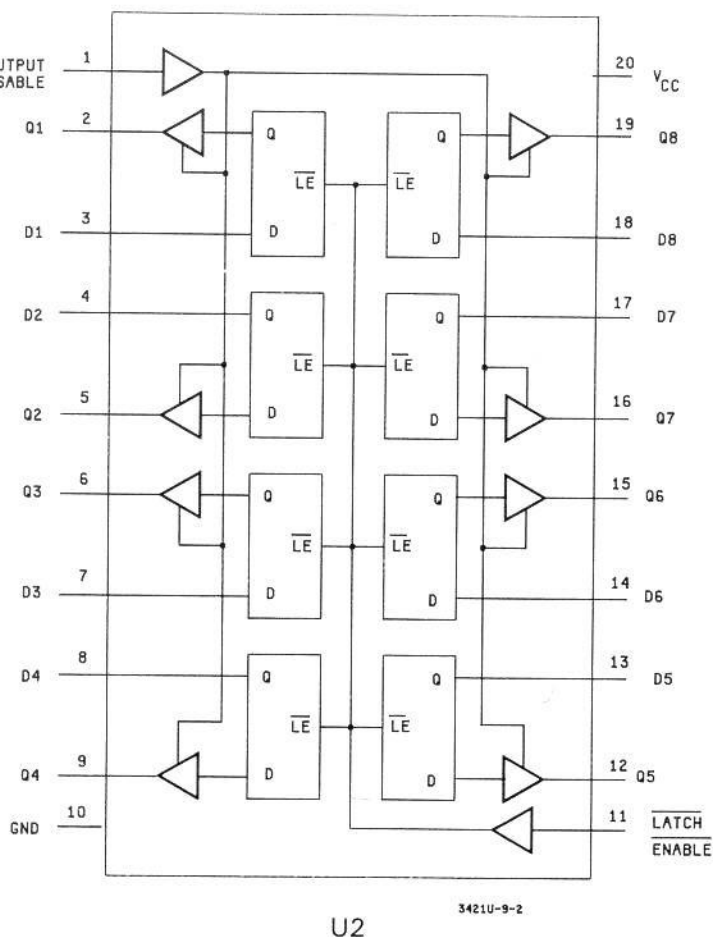 UTPUT 1 20 VCC
SABLE
Q1 2 19 Q8
Q Q
LE LE
D1 3 D D 18 D8
D2 4 Q Q 17 D7
LE LE
Q2 5 D D 16 Q7
Q3 6 Q Q 15 Q6
LE LE
D3 7 D D 14 D6
D4 8 Q Q 13 D5
LE LE
Q4 9 D D 12 Q5
GND 10 11 LATCH
ENABLE
3421U-9-2
U2